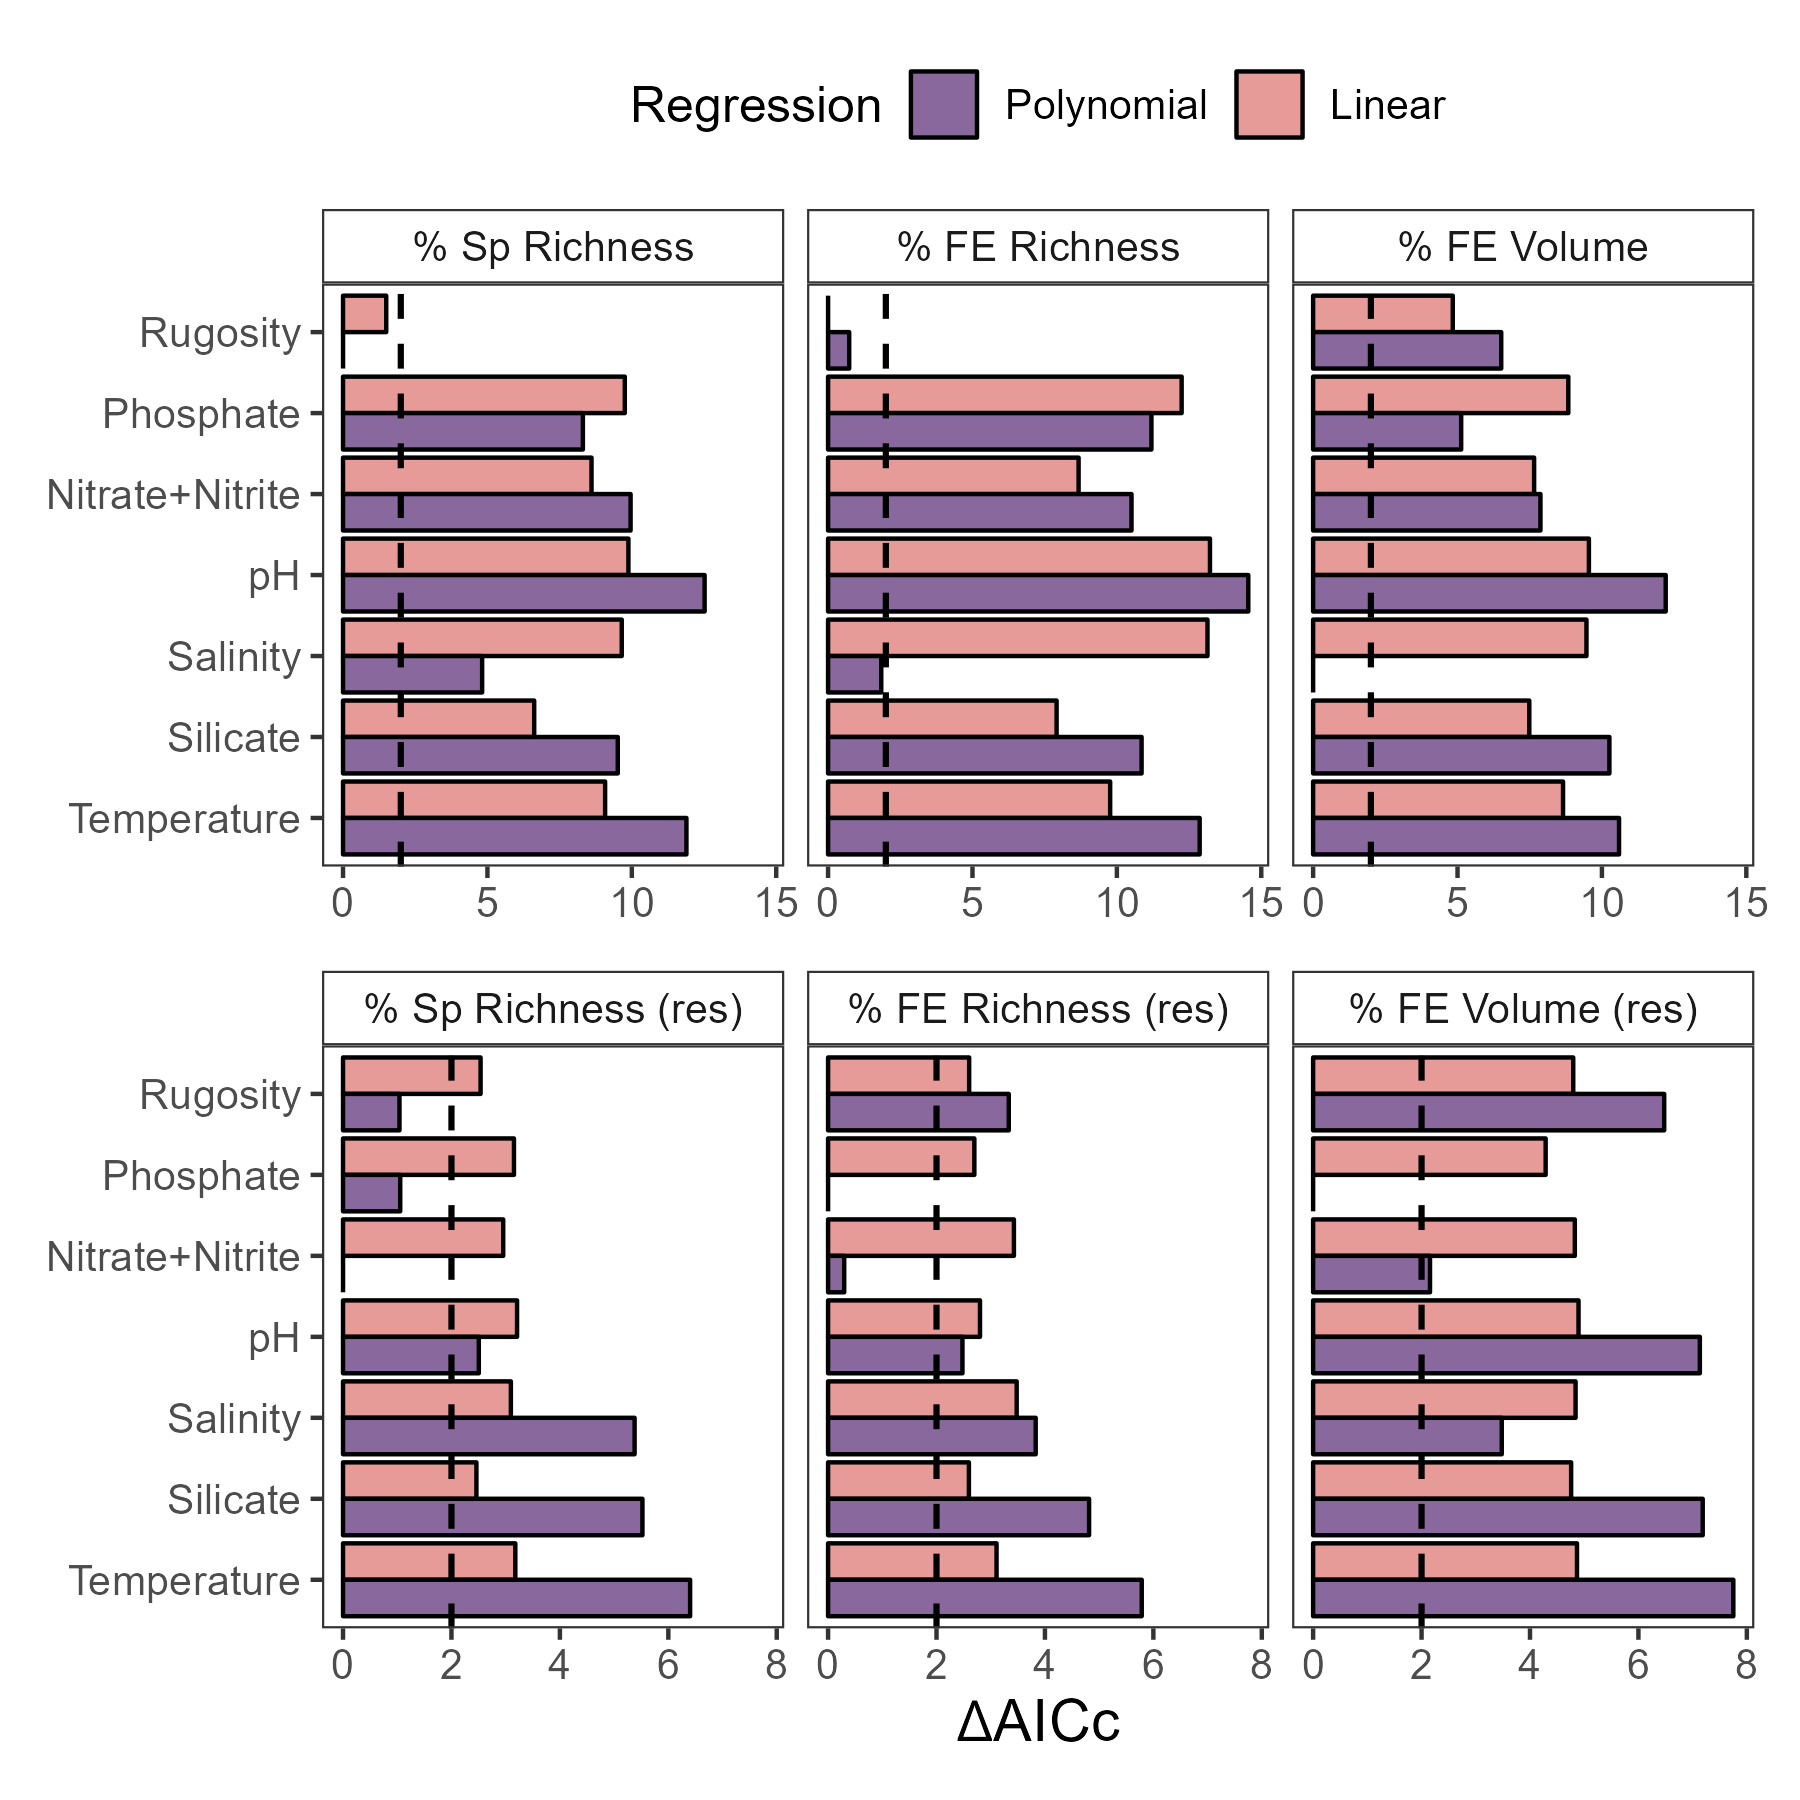 Regression Polynomial Linear
% Sp Richness % FE Richness % FE Volume
Rugosity
Phosphate
Nitrate+Nitrite
pH
Salinity
Silicate
Temperature
0 5 10 15 0 5 10 15 0 5 10 15
% Sp Richness (res) % FE Richness (res) % FE Volume (res)
Rugosity
Phosphate
Nitrate+Nitrite
pH
Salinity
Silicate
Temperature
0 2 4 6 8 0 2 4 6 8 0 2 4 6 8
ΔAICc